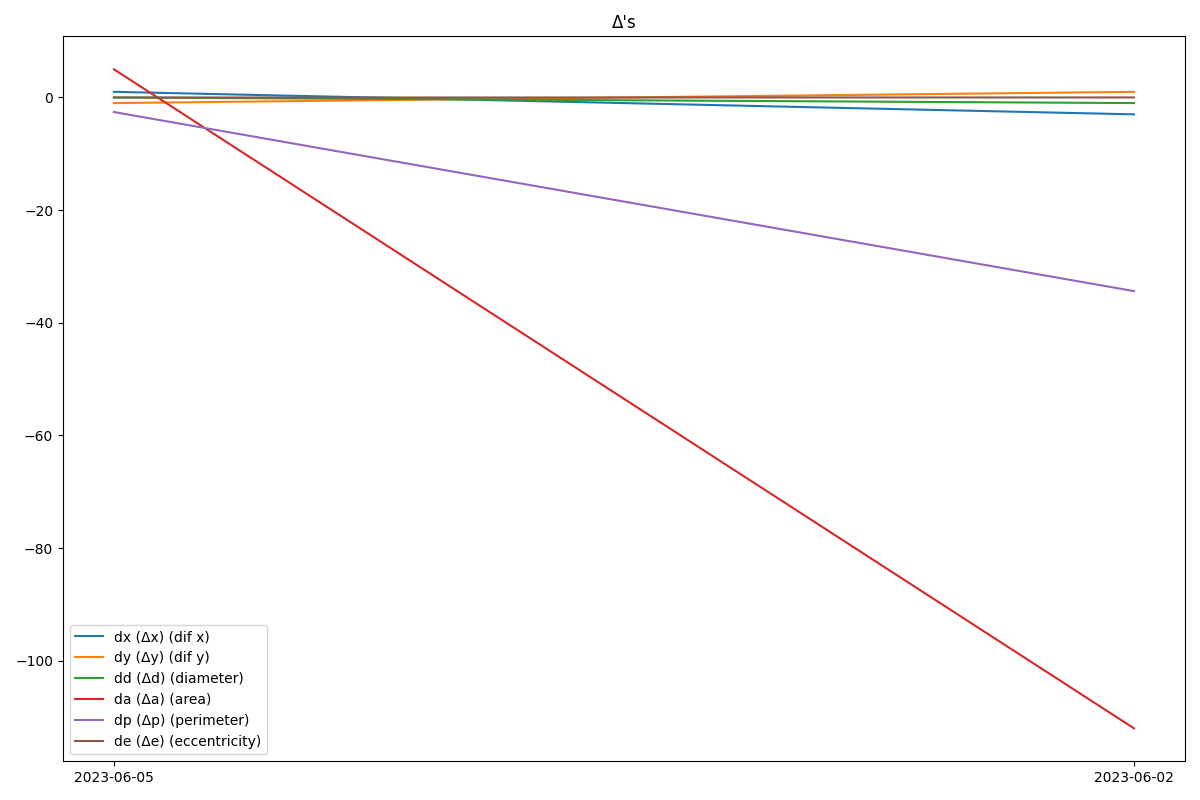 Δ's
0
−20
−40
−60
−80
−100
dx (Δx) (dif x)
dy (Δy) (dif y)
dd (Δd) (diameter)
da (Δa) (area)
dp (Δp) (perimeter)
de (Δe) (eccentricity)
2023-06-05
2023-06-02